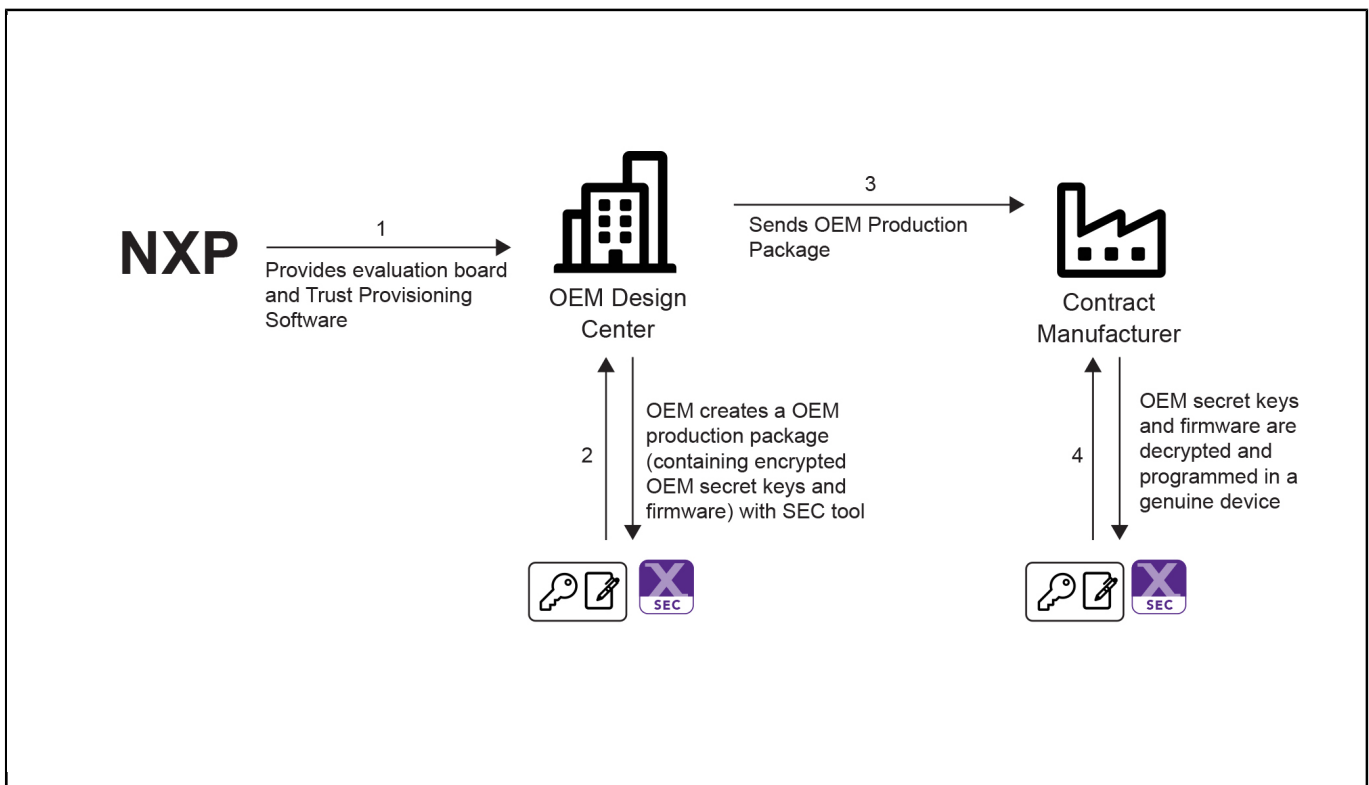 NXP
1
Provides evaluation board
and Trust Provisioning
Software
OEM Design
Center
3
Sends OEM Production
Package
Contract
Manufacturer
2
OEM creates a OEM
production package
(containing encrypted
OEM secret keys and
firmware) with SEC tool
4
OEM secret keys
and firmware are
decrypted and
programmed in a
genuine device
X
SEC
X
SEC